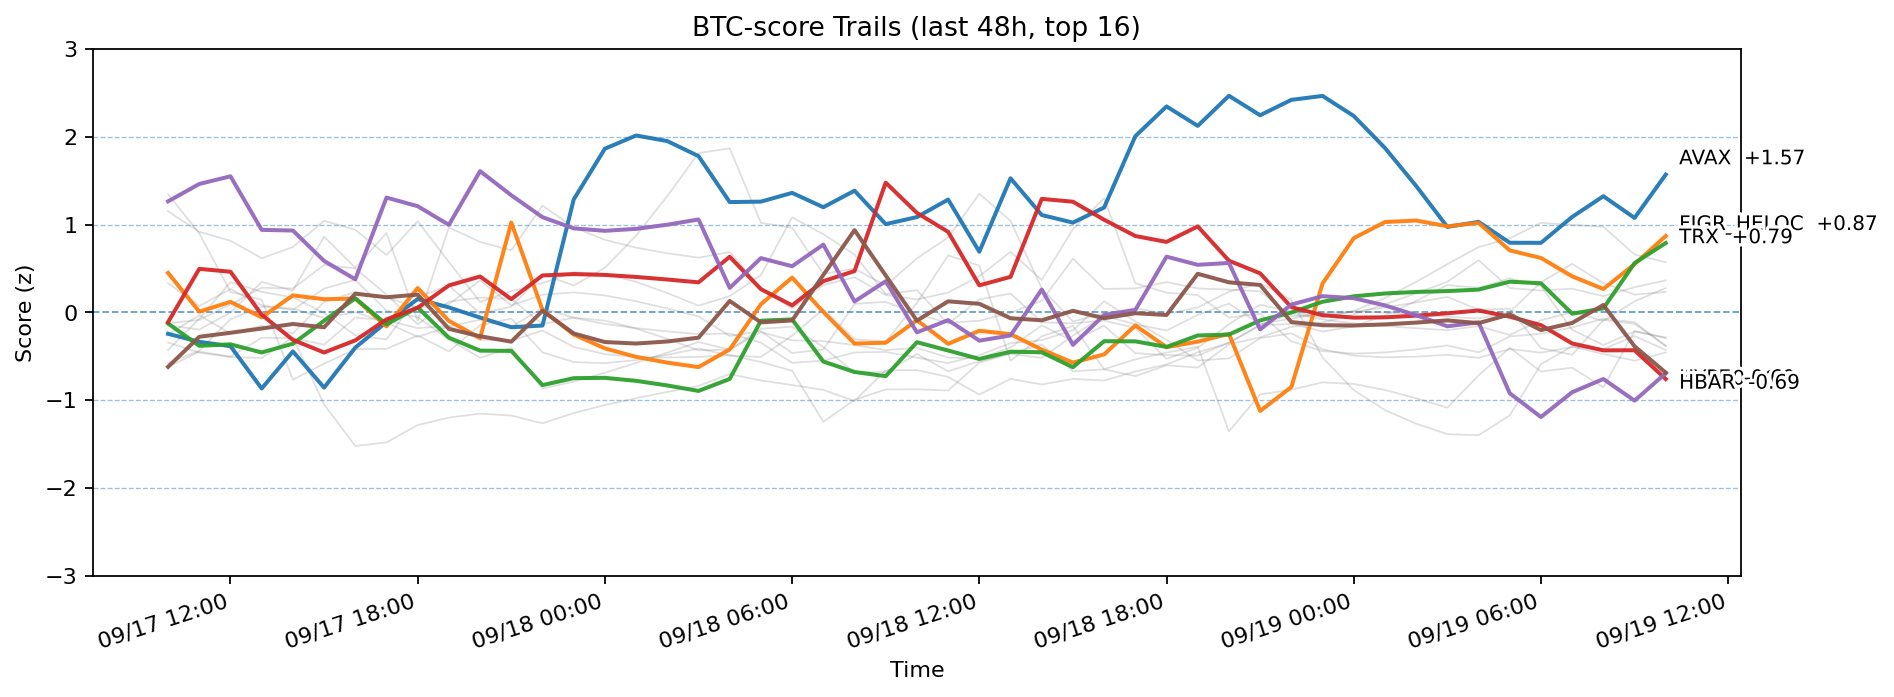 BTC-score Trails (last 48h, top 16)
Score (z)
3
2
1
0
−1
−2
−3
AVAX +1.57
FIGR_HELOC +0.87
TRX +0.79
HBAR -0.69
09/17 12:00
09/17 18:00
09/18 00:00
09/18 06:00
09/18 12:00
09/18 18:00
09/19 00:00
09/19 06:00
09/19 12:00
Time